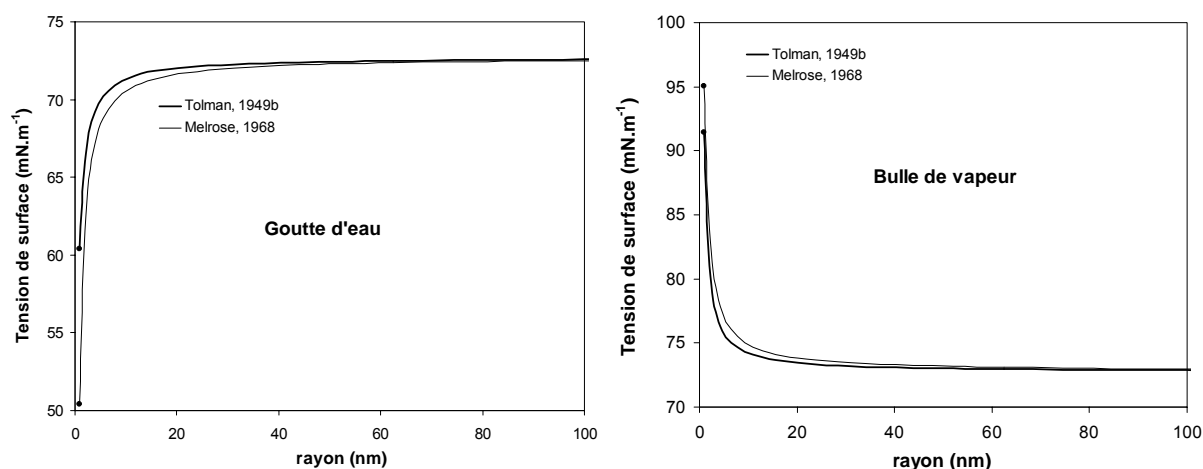 75
70
65
60
55
50
Tension de surface (mN.m-1)
Tolman, 1949b
Melrose, 1968
Goutte d'eau
0
20
40
60
80
100
rayon (nm)
100
95
90
85
80
75
70
Tension de surface (mN.m-1)
Tolman, 1949b
Melrose, 1968
Bulle de vapeur
0
20
40
60
80
100
rayon (nm)